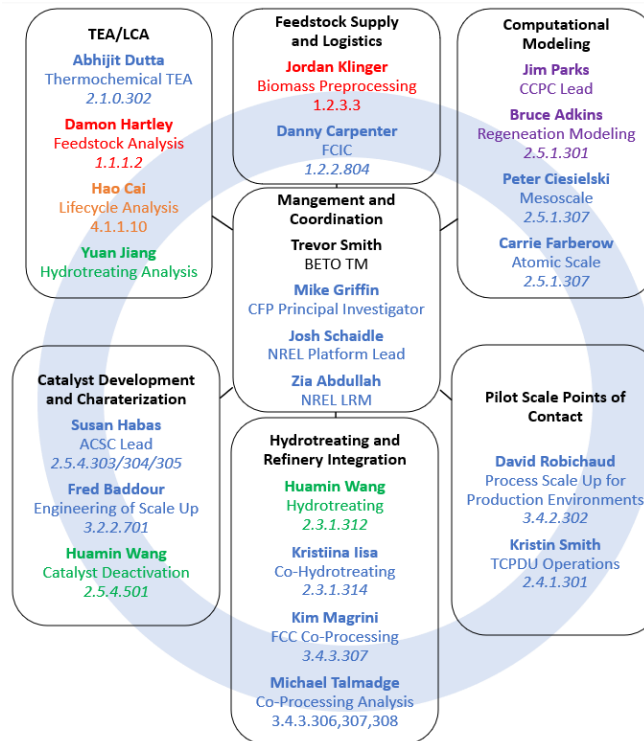 TEA/LCA
Abhijit Dutta
Thermochemical TEA
2.1.0.302
Damon Hartley
Feedstock Analysis
1.1.1.2
Hao Cai
Lifecycle Analysis
4.1.1.10
Yuan Jiang
Hydrotreating Analysis
Feedstock Supply
and Logistics
Jordan Klinger
Biomass Preprocessing
1.2.3.3
Danny Carpenter
FCIC
1.2.2.804
Computational
Modeling
Jim Parks
CCPC Lead
Bruce Adkins
Regeneation Modeling
2.5.1.301
Peter Ciesielski
Mesoscale
2.5.1.307
Carrie Farberow
Atomic Scale
2.5.1.307
Mangement and
Coordination
Trevor Smith
BETO TM
Mike Griffin
CFP Principal Investigator
Josh Schaidle
NREL Platform Lead
Zia Abdullah
NREL LRM
Catalyst Development
and Charaterization
Susan Habas
ACSC Lead
2.5.4.303/304/305
Fred Baddour
Engineering of Scale Up
3.2.2.701
Huamin Wang
Catalyst Deactivation
2.5.4.501
Hydrotreating and
Refinery Integration
Huamin Wang
Hydrotreating
2.3.1.312
Kristiina Iisa
Co-Hydrotreating
2.3.1.314
Kim Magrini
FCC Co-Processing
3.4.3.307
Michael Talmadge
Co-Processing Analysis
3.4.3.306,307,308
Pilot Scale Points of
Contact
David Robichaud
Process Scale Up for
Production Environments
3.4.2.302
Kristin Smith
TCPDU Operations
2.4.1.301